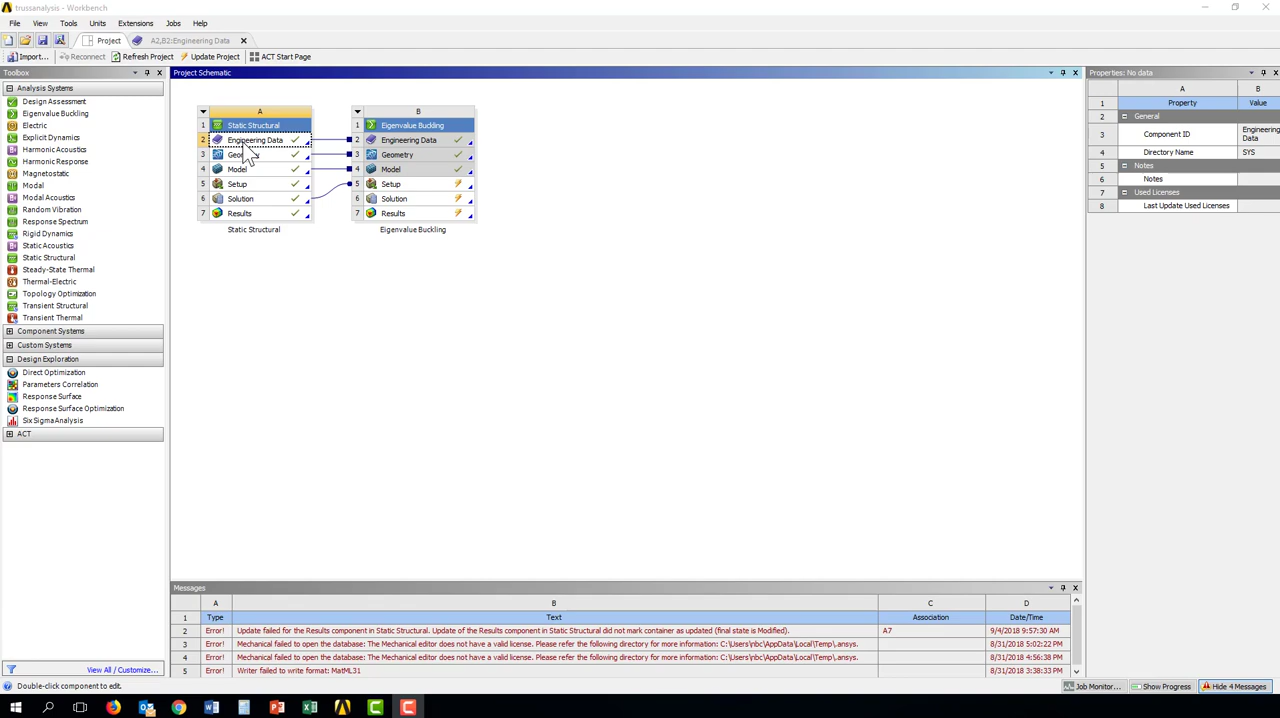 trussanalysis - Workbench
File View Tools Units Extensions Jobs Help
Project A2,B2:Engineering Data
Import... Reconnect Refresh Project Update Project ACT Start Page
Toolbox
Analysis Systems
Design Assessment
Eigenvalue Buckling
Electric
Explicit Dynamics
Harmonic Acoustics
Harmonic Response
Magnetostatic
Modal
Modal Acoustics
Random Vibration
Response Spectrum
Rigid Dynamics
Static Acoustics
Static Structural
Steady-State Thermal
Thermal-Electric
Topology Optimization
Transient Structural
Transient Thermal
Component Systems
Custom Systems
Design Exploration
Direct Optimization
Parameters Correlation
Response Surface
Response Surface Optimization
Six Sigma Analysis
ACT
View All / Customize...
Project Schematic
A
1 Static Structural
2 Engineering Data
3
4 Model
5 Setup
6 Solution
7 Results
Static Structural
B
1 Eigenvalue Buckling
2 Engineering Data
3 Geometry
4 Model
5 Setup
6 Solution
7 Results
Eigenvalue Buckling
Properties: No data
A B
1 Property Value
2 General
3 Component ID Engineering Data
4 Directory Name SYS
5 Notes
6 Notes
7 Used Licenses
8 Last Update Used Licenses
Messages
A B C D
1 Type Text Association Date/Time
2 Error! Update failed for the Results component in Static Structural. Update of the Results component in Static Structural did not mark container as updated (final state is Modified). A7 9/4/2018 9:57:30 AM
3 Error! Mechanical failed to open the database: The Mechanical editor does not have a valid license. Please refer the following directory for more information: C:\Users\nbc\AppData\Local\Temp\.ansys. 8/31/2018 5:02:22 PM
4 Error! Mechanical failed to open the database: The Mechanical editor does not have a valid license. Please refer the following directory for more information: C:\Users\nbc\AppData\Local\Temp\.ansys. 8/31/2018 4:56:38 PM
5 Error! Writer failed to write format: MatML31 8/31/2018 3:38:33 PM
Double-click component to edit.
Job Monitor... Show Progress Hide 4 Messages